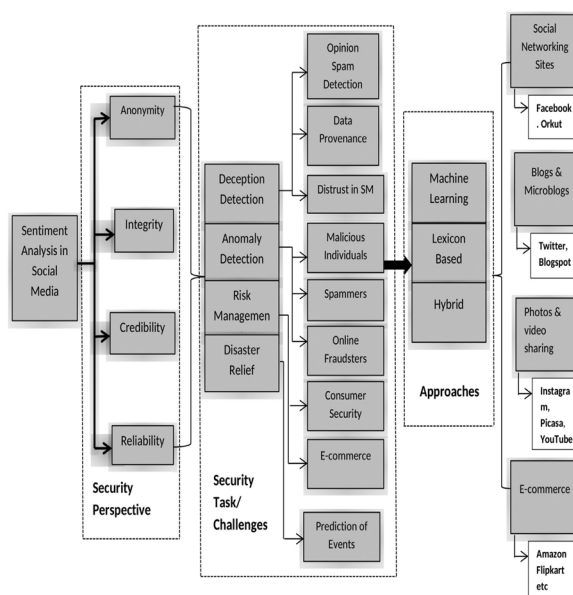 Sentiment
Analysis in
Social
Media
Anonymity
Integrity
Credibility
Reliability
Security
Perspective
Deception
Detection
Anomaly
Detection
Risk
Managemen
Disaster
Relief
Security
Task/
Challenges
Opinion
Spam
Detection
Data
Provenance
Distrust in SM
Malicious
Individuals
Spammers
Online
Fraudsters
Consumer
Security
E-commerce
Prediction of
Events
Machine
Learning
Lexicon
Based
Hybrid
Approaches
Social
Networking
Sites
Facebook
. Orkut
Blogs &
Microblogs
Twitter,
Blogspot
Photos &
video
sharing
Instagra
m,
Picasa,
YouTube
E-commerce
Amazon
Flipkart
etc